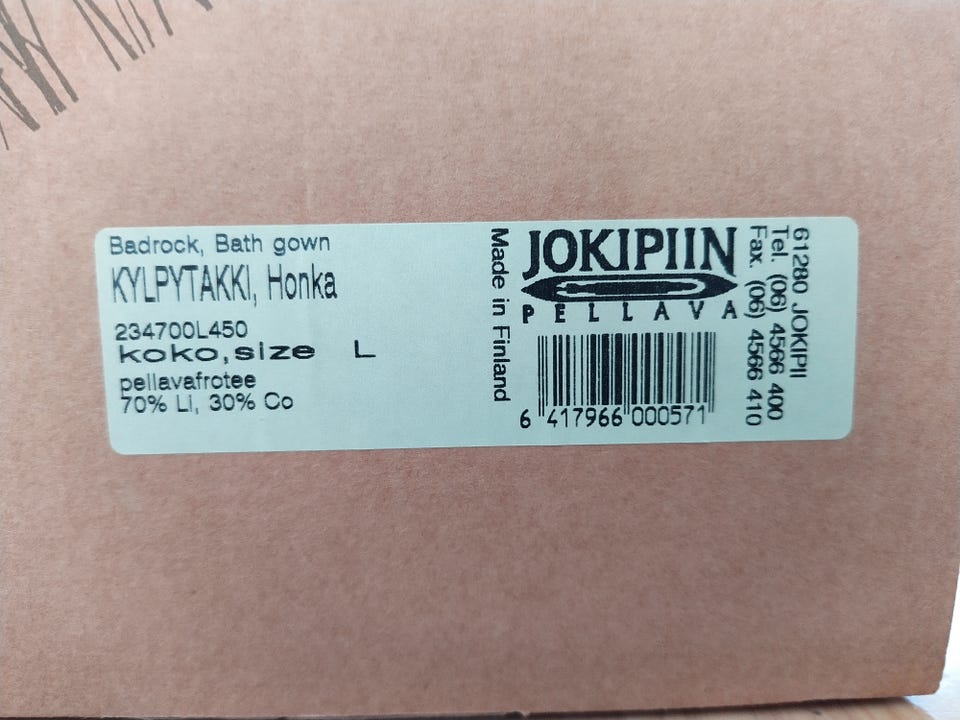 Badrock, Bath gown
KYLPYTAKKI, Honka
234700L450
koko, size L
pellavafrotee
70% Li, 30% Co
Made in Finland
JOKIPIIN
PELLAVA
6 417966 000571
61280 JOKIPII
Tel. (06) 4566 400
Fax. (06) 4566 410